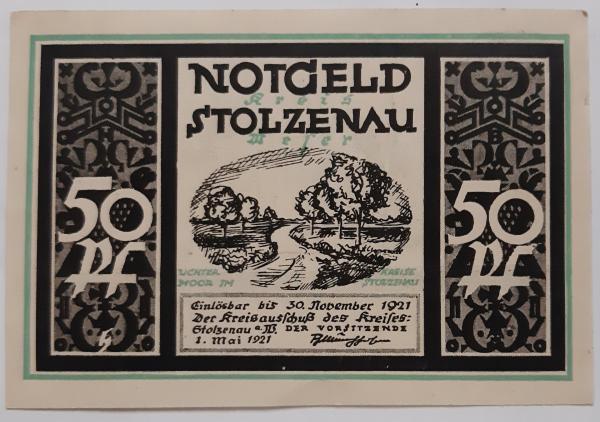 NOTGELD
Kreis
STOLZENAU
Weser
50
Pf
50
Pf
UCHTER
MOOR IM
KREISE
STOLZENAU
Einlösbar bis 30. November 1921
Der Kreisausschuß des Kreises:
Stolzenau a.W. DER VORSITZENDE
1. Mai 1921